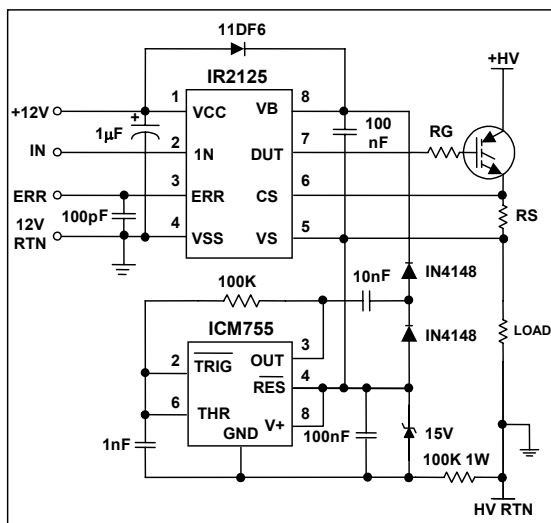 11DF6
+HV
IR2125
+12V
1
VCC
VB
8
1µF
+
100
nF
RG
IN
2
1N
DUT
7
ERR
3
ERR
CS
6
100pF
RS
12V
RTN
4
VSS
VS
5
10nF
IN4148
100K
ICM755
LOAD
IN4148
3
OUT
2
TRIG
RES
4
6
THR
V+
8
GND
1nF
100nF
15V
100K 1W
HV RTN